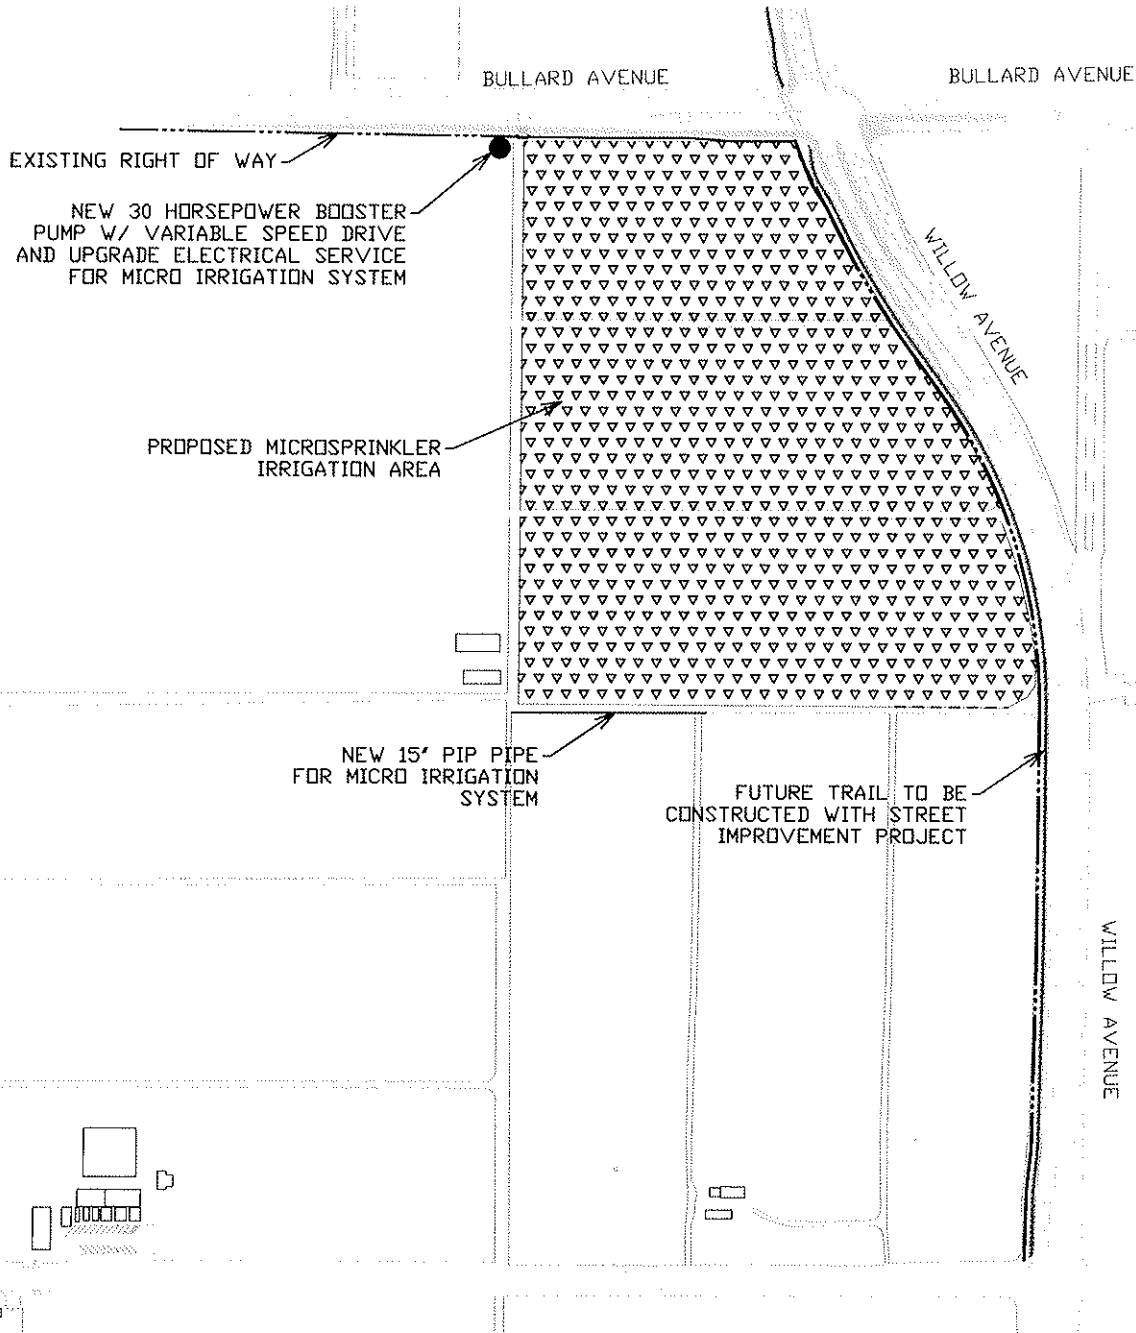 BULLARD AVENUE
BULLARD AVENUE
EXISTING RIGHT OF WAY
NEW 30 HORSEPOWER BOOSTER
PUMP W/ VARIABLE SPEED DRIVE
AND UPGRADE ELECTRICAL SERVICE
FOR MICRO IRRIGATION SYSTEM
WILLOW AVENUE
PROPOSED MICROSPRINKLER
IRRIGATION AREA
NEW 15" PIP PIPE
FOR MICRO IRRIGATION
SYSTEM
FUTURE TRAIL TO BE
CONSTRUCTED WITH STREET
IMPROVEMENT PROJECT
WILLOW AVENUE